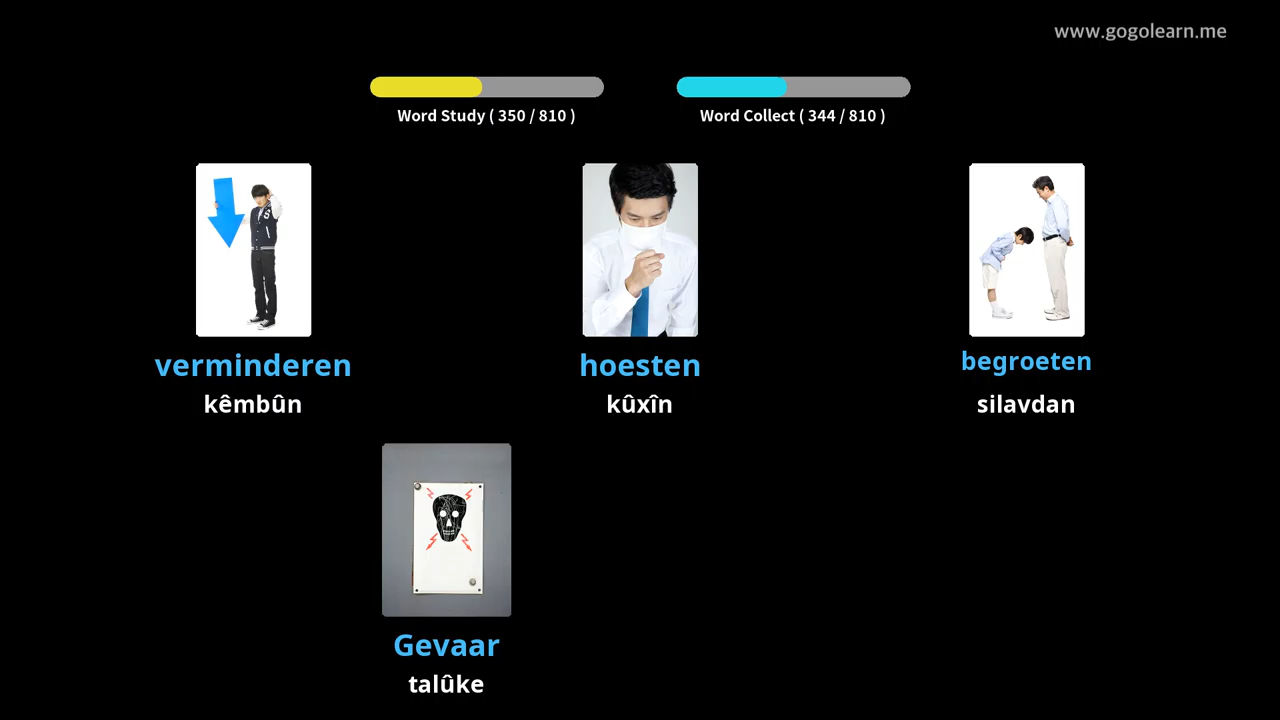 www.gogolearn.me
Word Study ( 350 / 810 )
Word Collect ( 344 / 810 )
verminderen
kêmbûn
hoesten
kûxîn
begroeten
silavdan
Gevaar
talûke